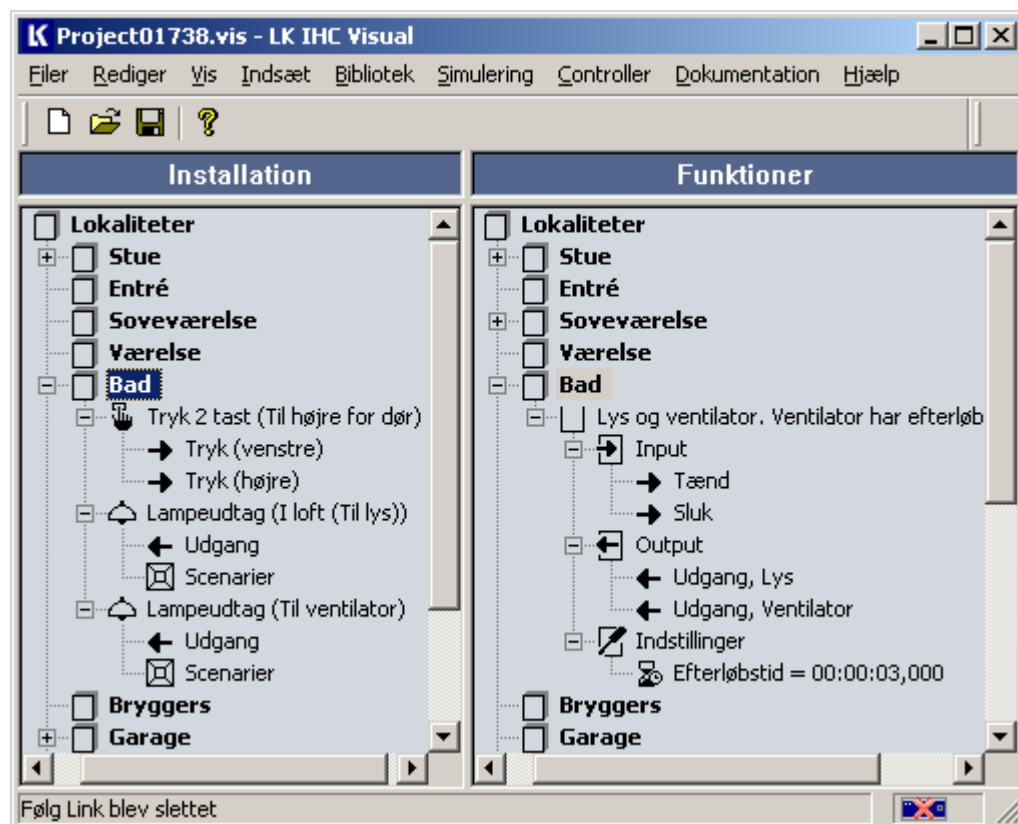 Project01738.vis - LK IHC Visual
Filer Rediger Vis Indsæt Bibliotek Simulering Controller Dokumentation Hjælp
Installation
Lokaliteter
Stue
Entré
Soveværelse
Værelse
Bad
Tryk 2 tast (Til højre for dør)
Tryk (venstre)
Tryk (højre)
Lampeudtag (I loft (Til lys))
Udgang
Scenarier
Lampeudtag (Til ventilator)
Udgang
Scenarier
Bryggers
Garage
Funktioner
Lokaliteter
Stue
Entré
Soveværelse
Værelse
Bad
Lys og ventilator. Ventilator har efterløb
Input
Tænd
Sluk
Output
Udgang, Lys
Udgang, Ventilator
Indstillinger
Efterløbstid = 00:00:03,000
Bryggers
Garage
Følg Link blev slettet